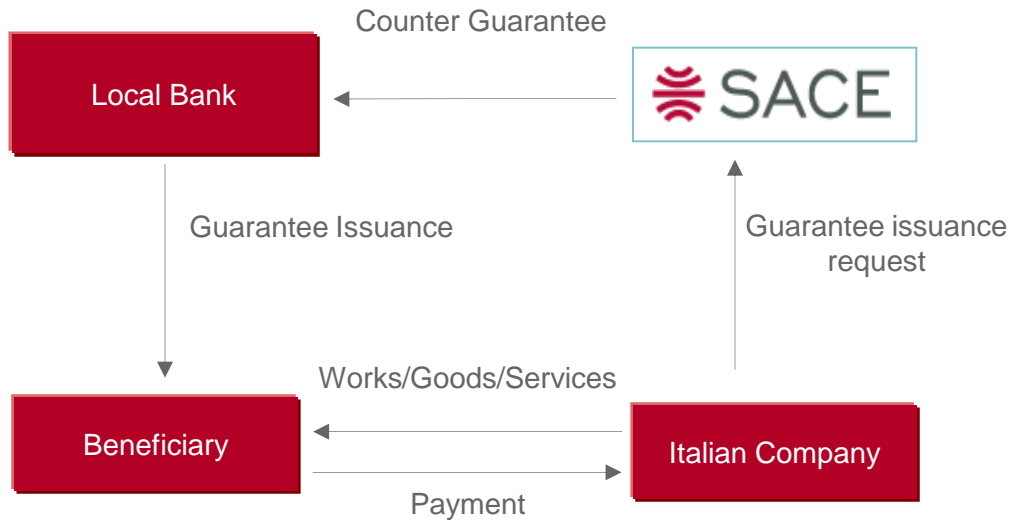 Counter Guarantee
Local Bank
SACE
Guarantee Issuance
Guarantee issuance
request
Works/Goods/Services
Beneficiary
Italian Company
Payment